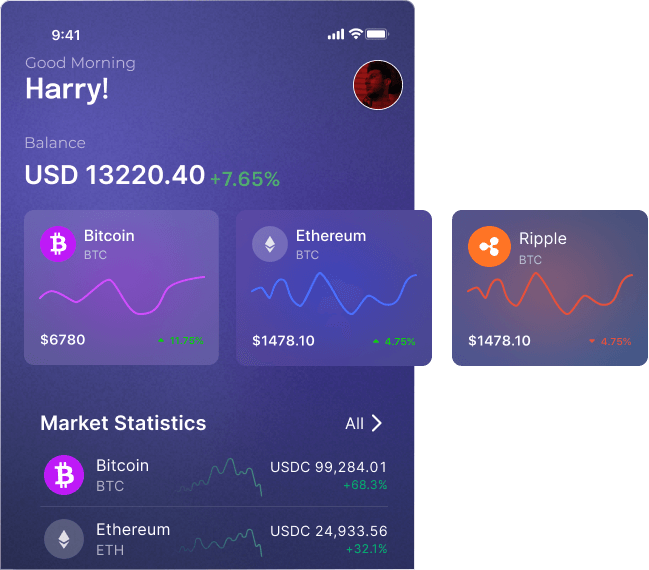 9:41
Good Morning
Harry!
Balance
USD 13220.40 +7.65%
Bitcoin
BTC
$6780
11.75%
Ethereum
BTC
$1478.10
4.75%
Ripple
BTC
$1478.10
4.75%
Market Statistics
All
Bitcoin
BTC
USDC 99,284.01
+68.3%
Ethereum
ETH
USDC 24,933.56
+32.1%